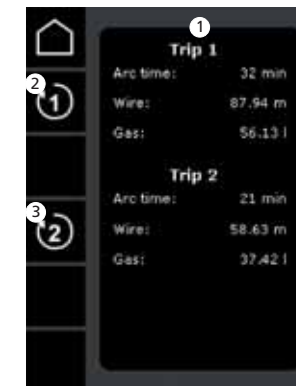 1
Trip 1
Arc time: 32 min
2
1
Wire: 87.94 m
Gas: 56.13 l
Trip 2
Arc time: 21 min
3
2
Wire: 58.63 m
Gas: 37.42 l